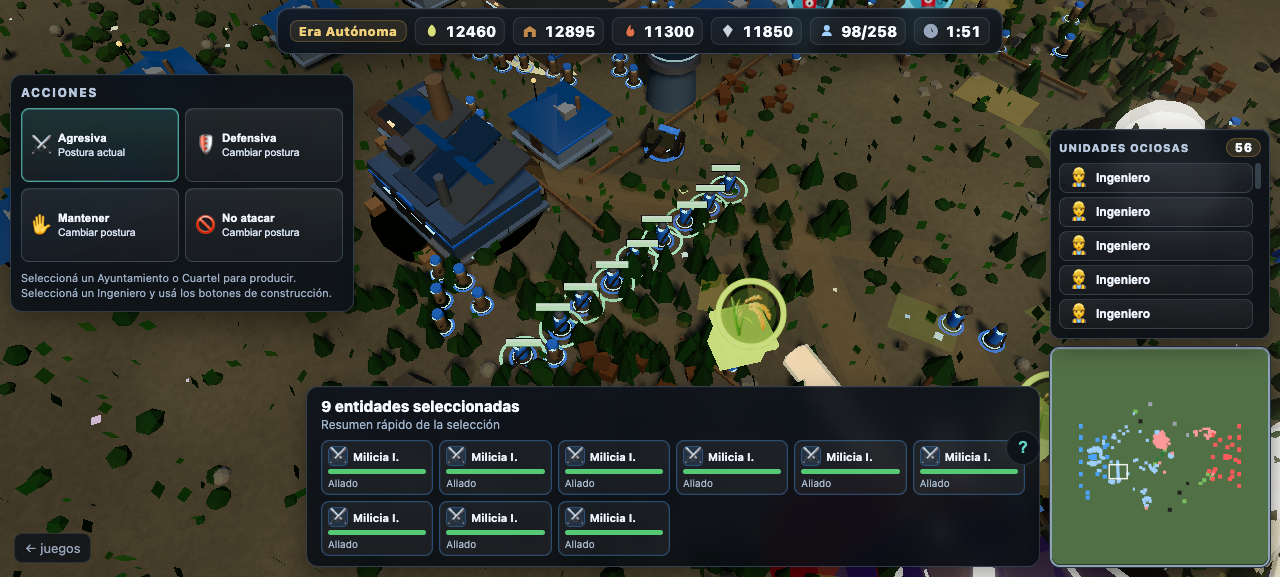 Era Autónoma 12460 12895 11300 11850 98/258 1:51
ACCIONES
Agresiva
Postura actual
Defensiva
Cambiar postura
Mantener
Cambiar postura
No atacar
Cambiar postura
Seleccioná un Ayuntamiento o Cuartel para producir.
Seleccioná un Ingeniero y usá los botones de construcción.
UNIDADES OCIOSAS 56
Ingeniero
Ingeniero
Ingeniero
Ingeniero
Ingeniero
9 entidades seleccionadas
Resumen rápido de la selección
?
Milicia I.
Aliado
Milicia I.
Aliado
Milicia I.
Aliado
Milicia I.
Aliado
Milicia I.
Aliado
Milicia I.
Aliado
Milicia I.
Aliado
Milicia I.
Aliado
Milicia I.
Aliado
← juegos